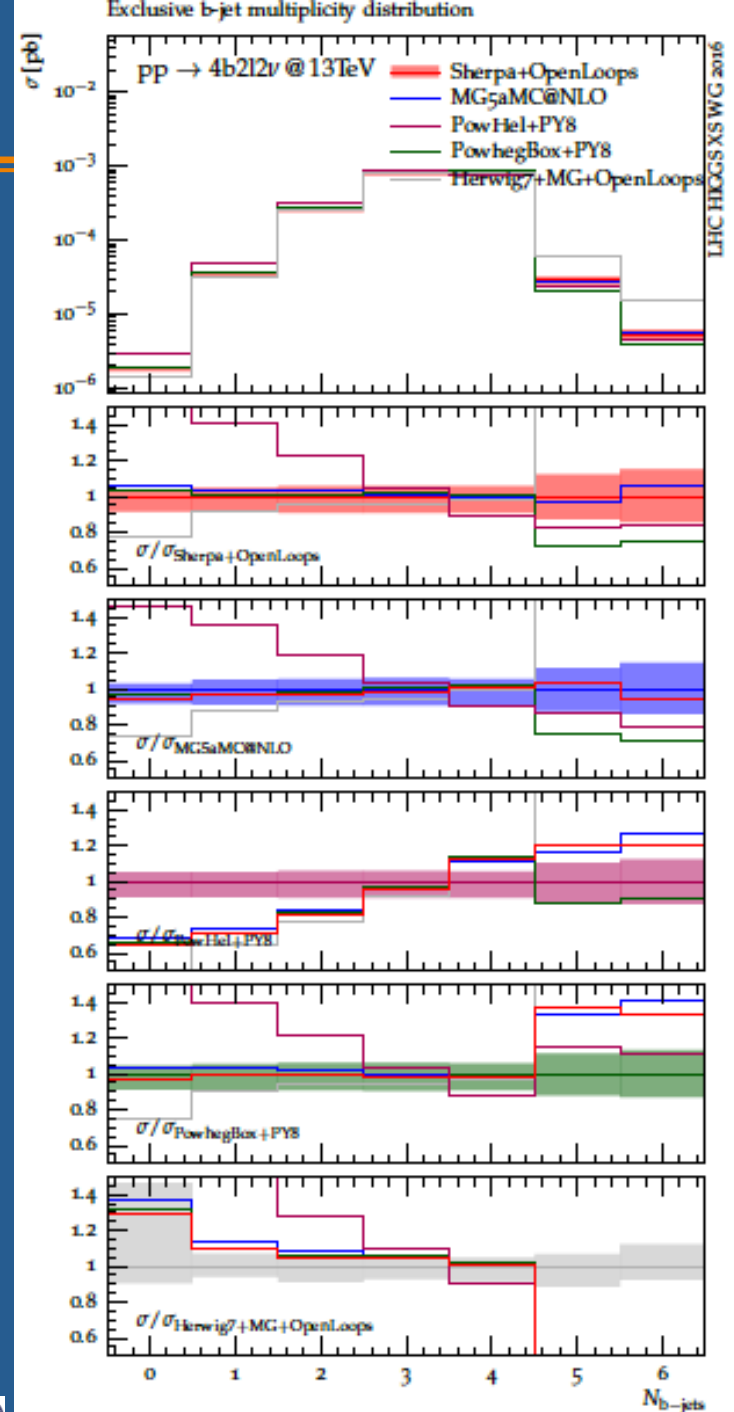 Exclusive b-jet multiplicity distribution
σ [pb]
pp → 4b2l2ν @ 13TeV
Sherpa+OpenLoops
MG5aMC@NLO
PowHel+PY8
PowhegBox+PY8
Herwig7+MG+OpenLoops
LHC HIGGS XS WG 2016
10⁻²
10⁻³
10⁻⁴
10⁻⁵
10⁻⁶
1.4
1.2
1
0.8
0.6
σ/σSherpa+OpenLoops
1.4
1.2
1
0.8
0.6
σ/σMG5aMC@NLO
1.4
1.2
1
0.8
0.6
σ/σPowHel+PY8
1.4
1.2
1
0.8
0.6
σ/σPowhegBox+PY8
1.4
1.2
1
0.8
0.6
σ/σHerwig7+MG+OpenLoops
0 1 2 3 4 5 6
Nb−jets